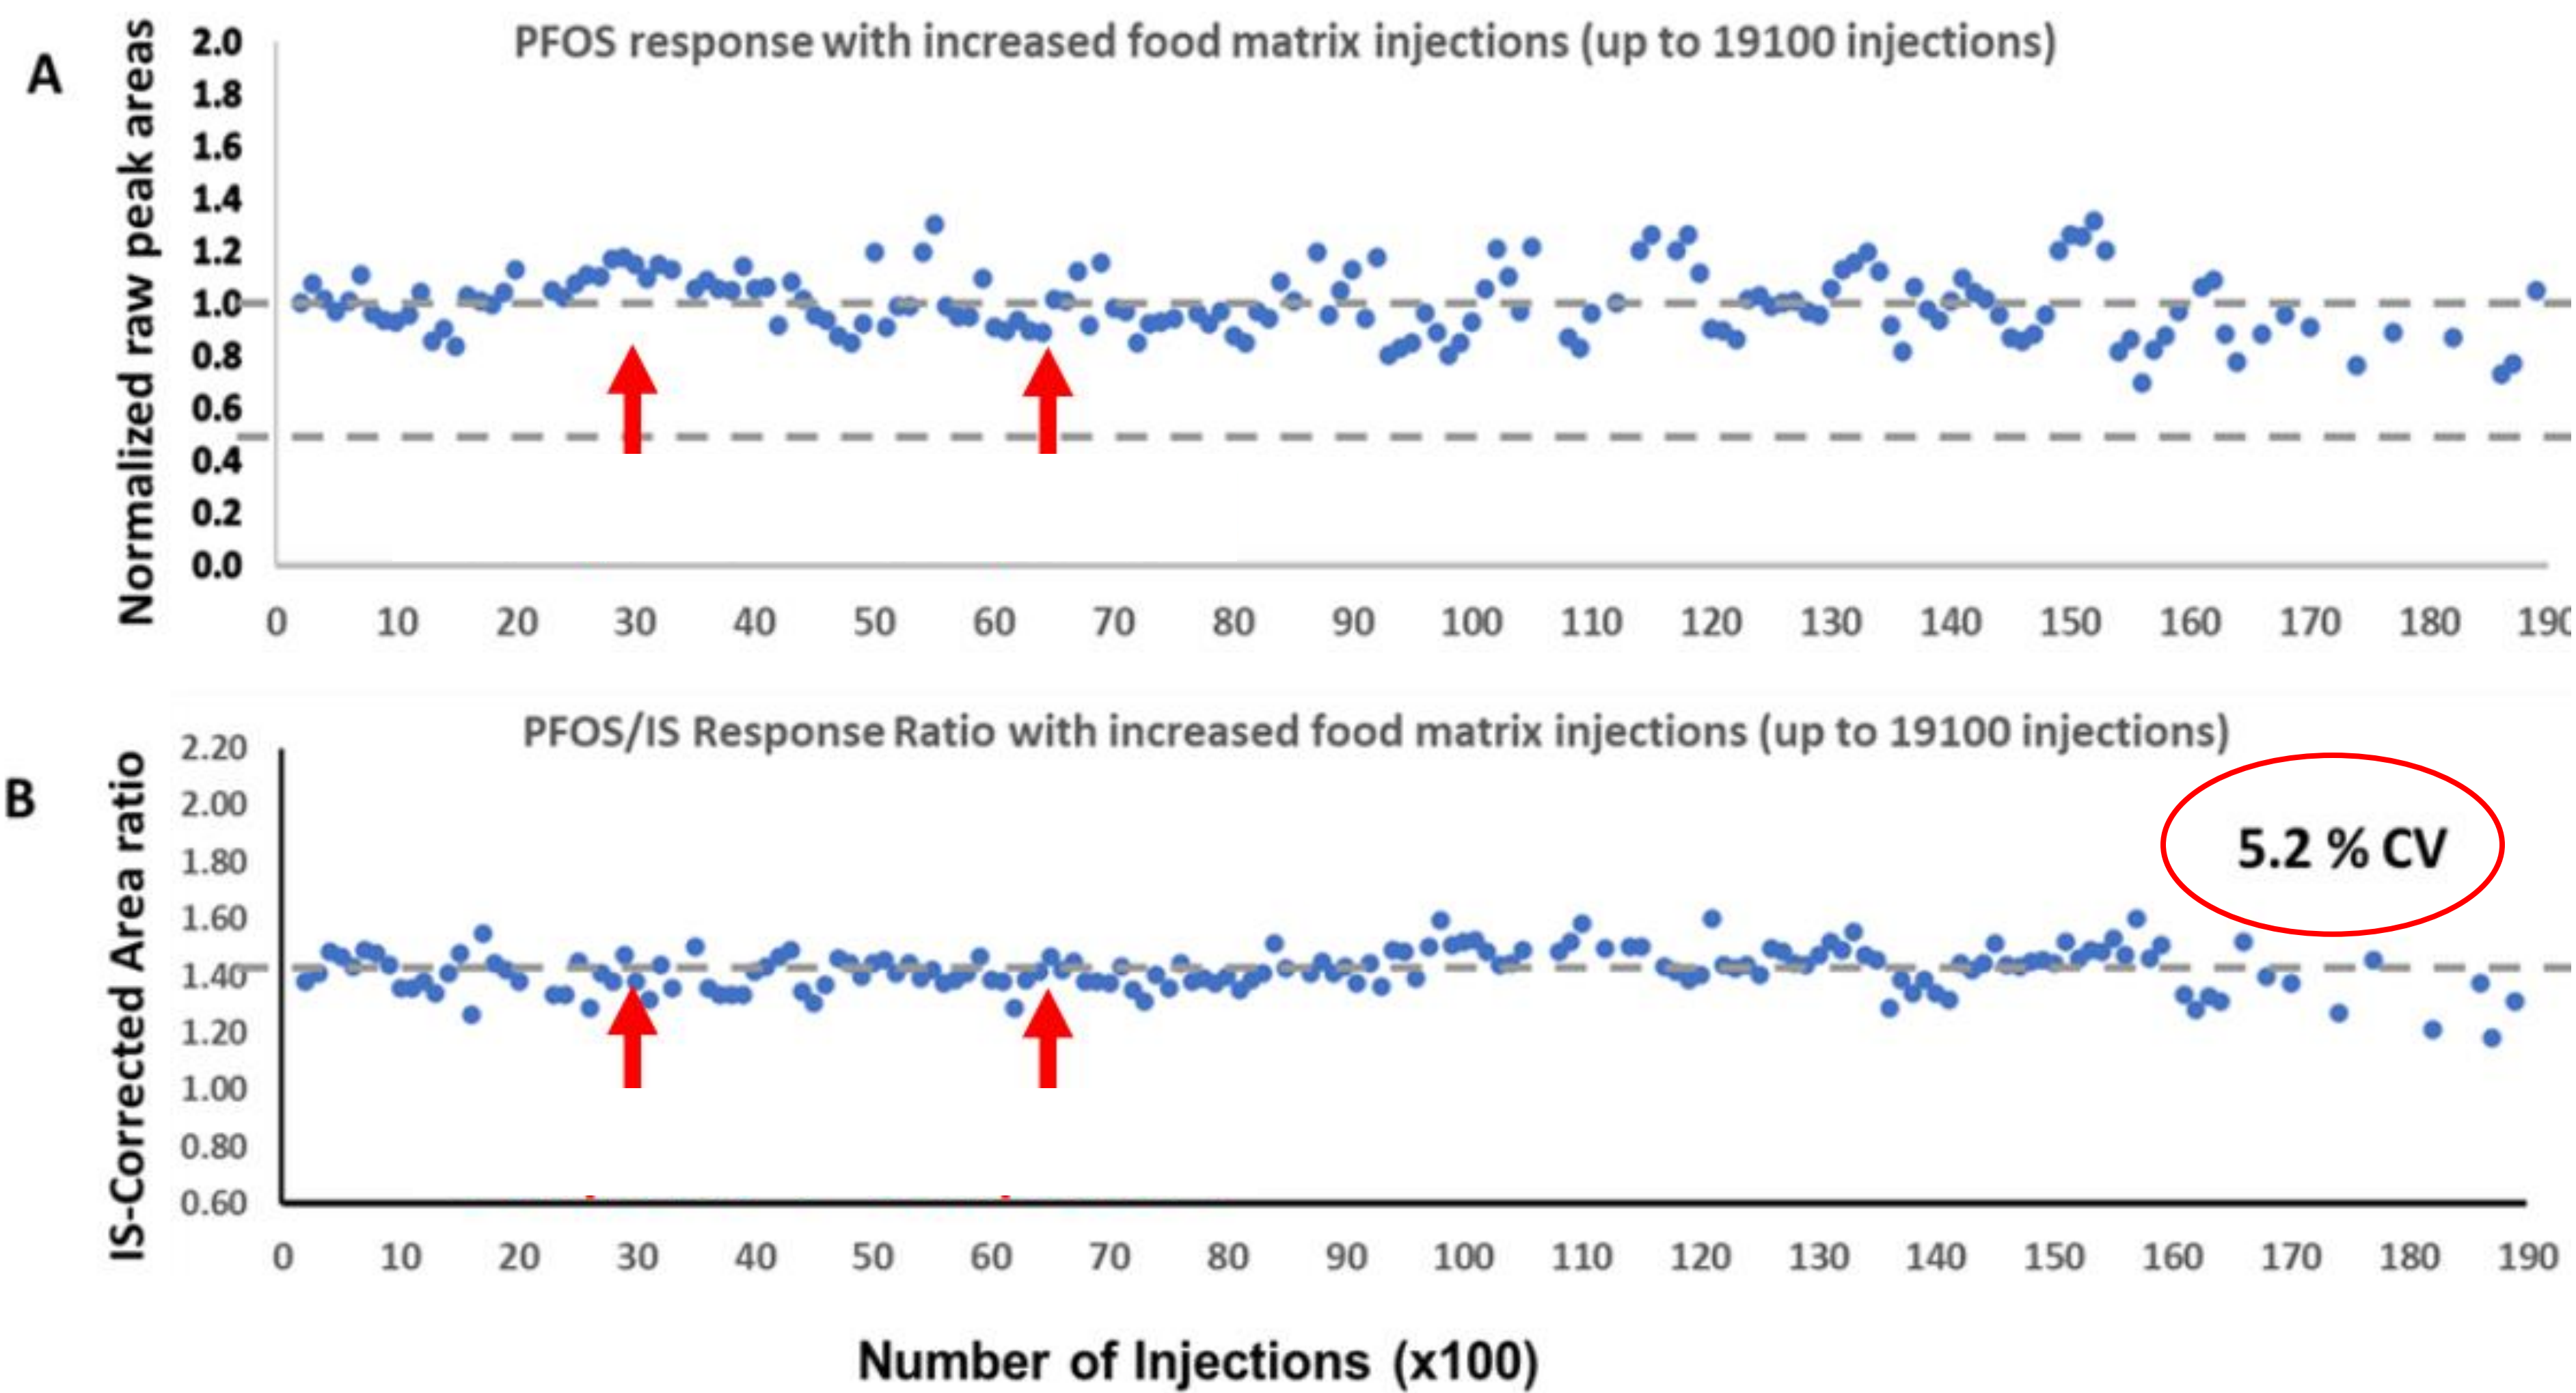 A
PFOS response with increased food matrix injections (up to 19100 injections)
Normalized raw peak areas
2.0
1.8
1.6
1.4
1.2
1.0
0.8
0.6
0.4
0.2
0.0
0 10 20 30 40 50 60 70 80 90 100 110 120 130 140 150 160 170 180 190
B
PFOS/IS Response Ratio with increased food matrix injections (up to 19100 injections)
IS-Corrected Area ratio
2.20
2.00
1.80
1.60
1.40
1.20
1.00
0.80
0.60
5.2 % CV
0 10 20 30 40 50 60 70 80 90 100 110 120 130 140 150 160 170 180 190
Number of Injections (x100)